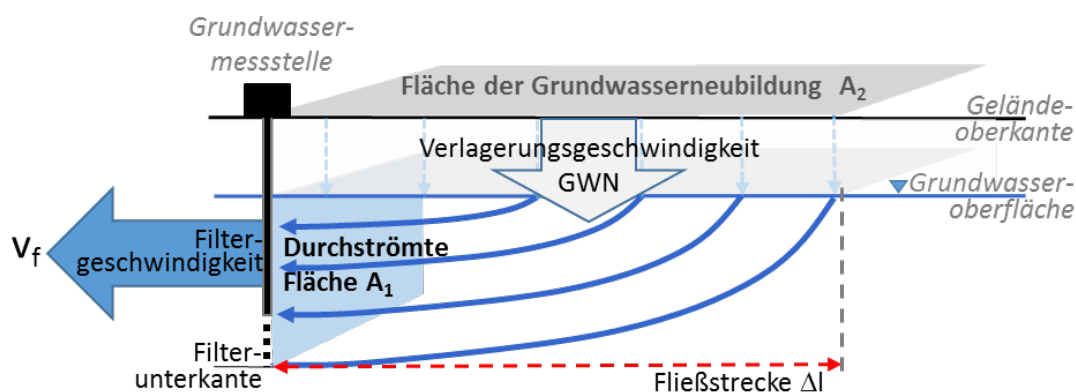 Grundwasser-
messstelle
Fläche der Grundwasserneubildung A₂
Gelände-
oberkante
Verlagerungsgeschwindigkeit
GWN
Grundwasser-
oberfläche
v_f
Filter-
geschwindigkeit
Durchströmte
Fläche A₁
Filter-
unterkante
Fließstrecke Δl